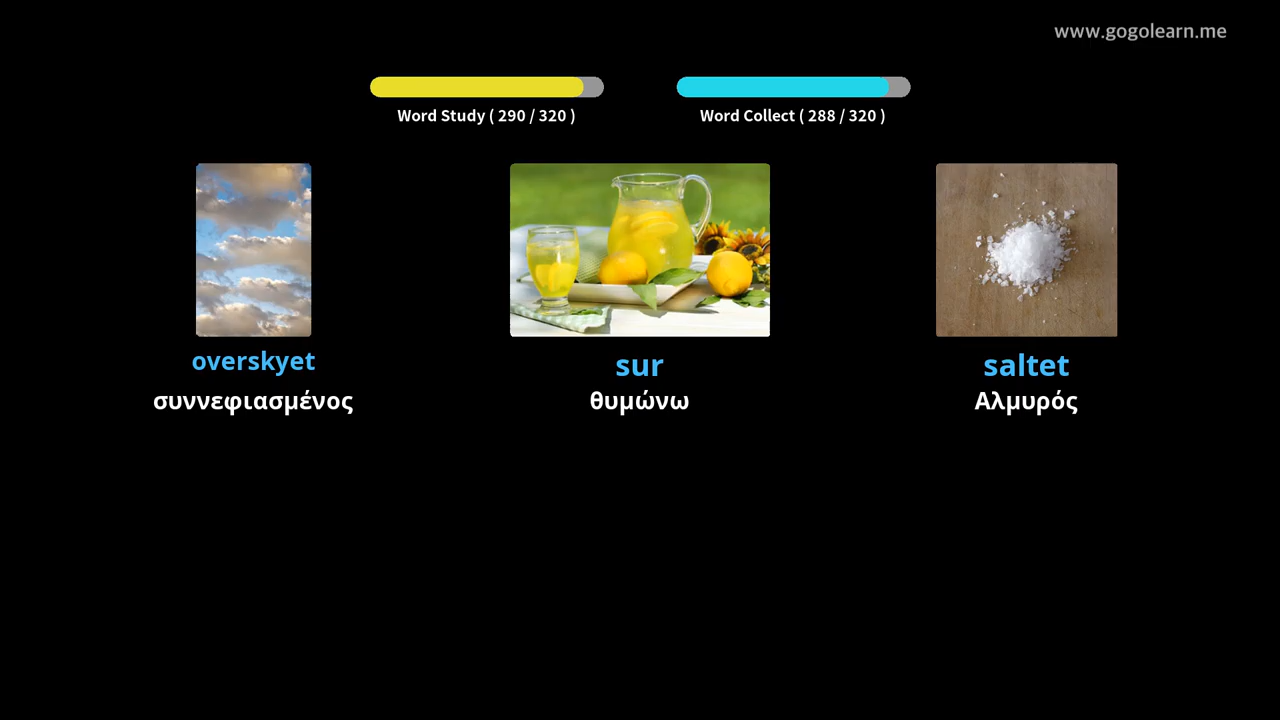 www.gogolearn.me
Word Study ( 290 / 320 )
Word Collect ( 288 / 320 )
overskyet
sur
saltet
συννεφιασμένος
θυμώνω
Αλμυρός